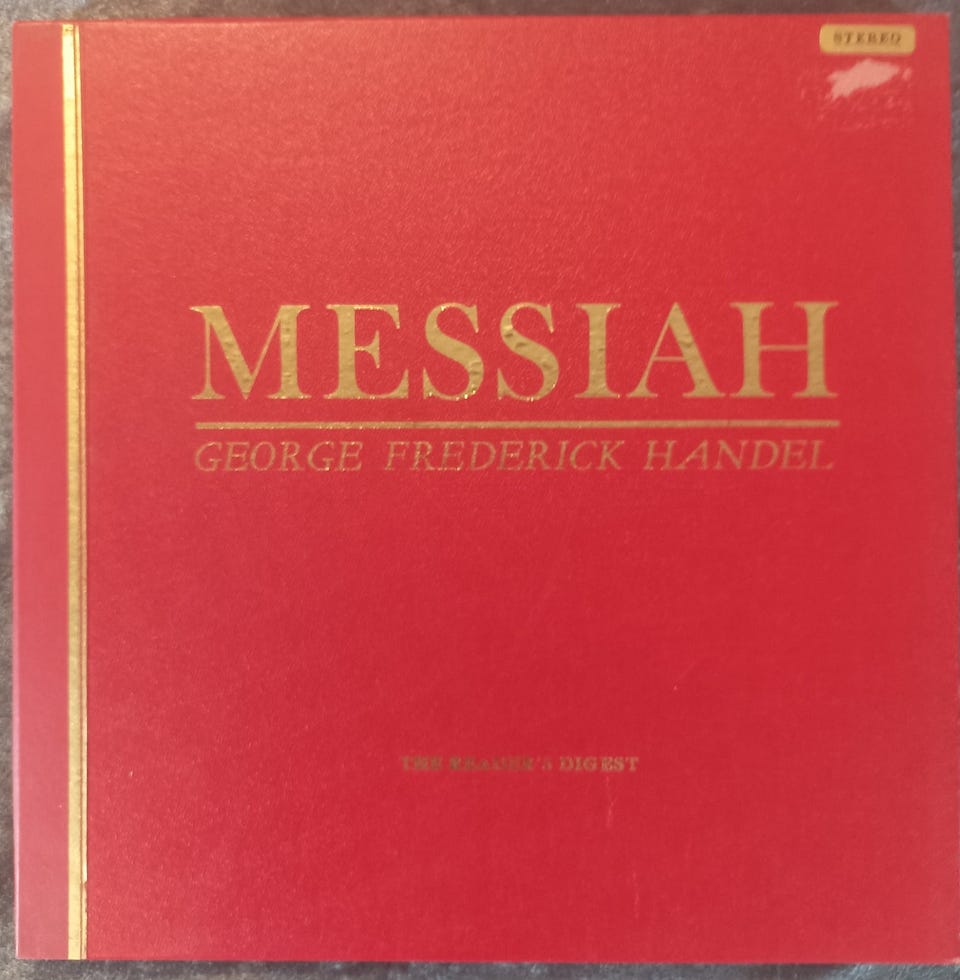 STEREO
MESSIAH
GEORGE FREDERICK HANDEL
THE READER'S DIGEST